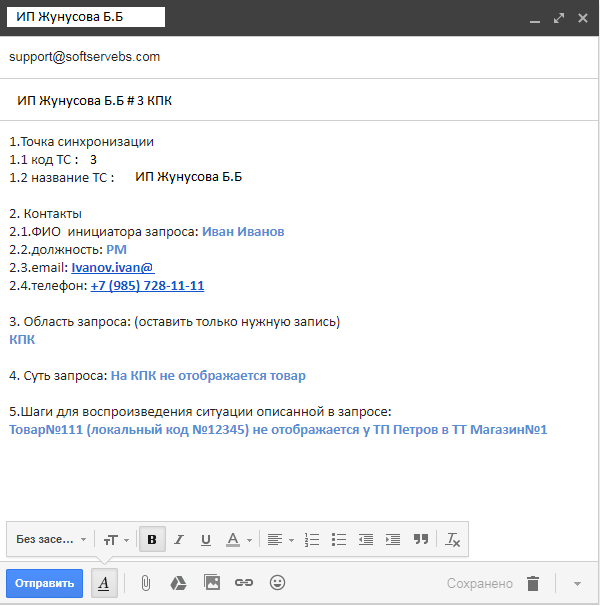 ИП Жунусова Б.Б
support@softservebs.com
ИП Жунусова Б.Б # 3 КПК
1.Точка синхронизации
1.1 код ТС : 3
1.2 название ТС : ИП Жунусова Б.Б
2. Контакты
2.1.ФИО инициатора запроса: Иван Иванов
2.2.должность: РМ
2.3.email: Ivanov.ivan@
2.4.телефон: +7 (985) 728-11-11
3. Область запроса: (оставить только нужную запись)
КПК
4. Суть запроса: На КПК не отображается товар
5.Шаги для воспроизведения ситуации описанной в запросе:
Товар№111 (локальный код №12345) не отображается у ТП Петров в ТТ Магазин№1
Без засе...
Отправить
Сохранено